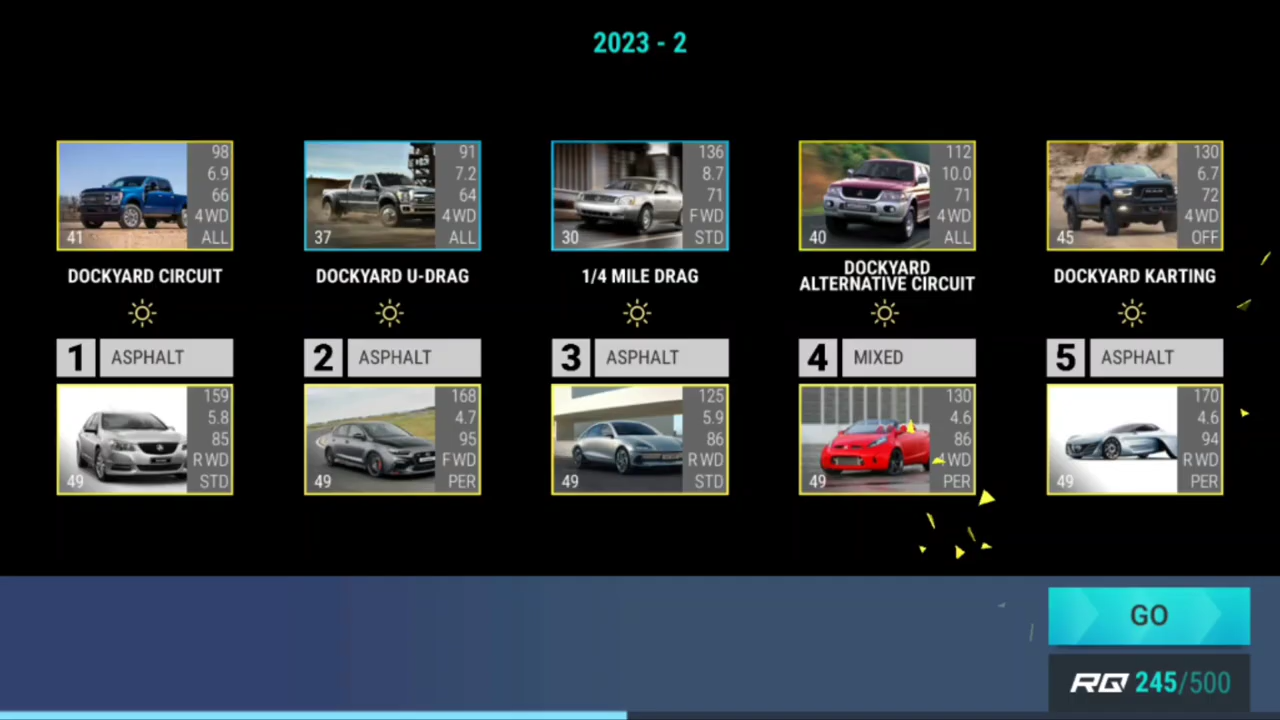 2023 - 2
98
6.9
66
4WD
ALL
41
91
7.2
64
4WD
ALL
37
136
8.7
71
FWD
STD
30
112
10.0
71
4WD
ALL
40
130
6.7
72
4WD
OFF
45
DOCKYARD CIRCUIT
DOCKYARD U-DRAG
1/4 MILE DRAG
DOCKYARD
ALTERNATIVE CIRCUIT
DOCKYARD KARTING
1 ASPHALT
2 ASPHALT
3 ASPHALT
4 MIXED
5 ASPHALT
159
5.8
85
RWD
STD
49
168
4.7
95
FWD
PER
49
125
5.9
86
RWD
STD
49
130
4.6
86
4WD
PER
49
170
4.6
94
RWD
PER
49
GO
RQ 245/500